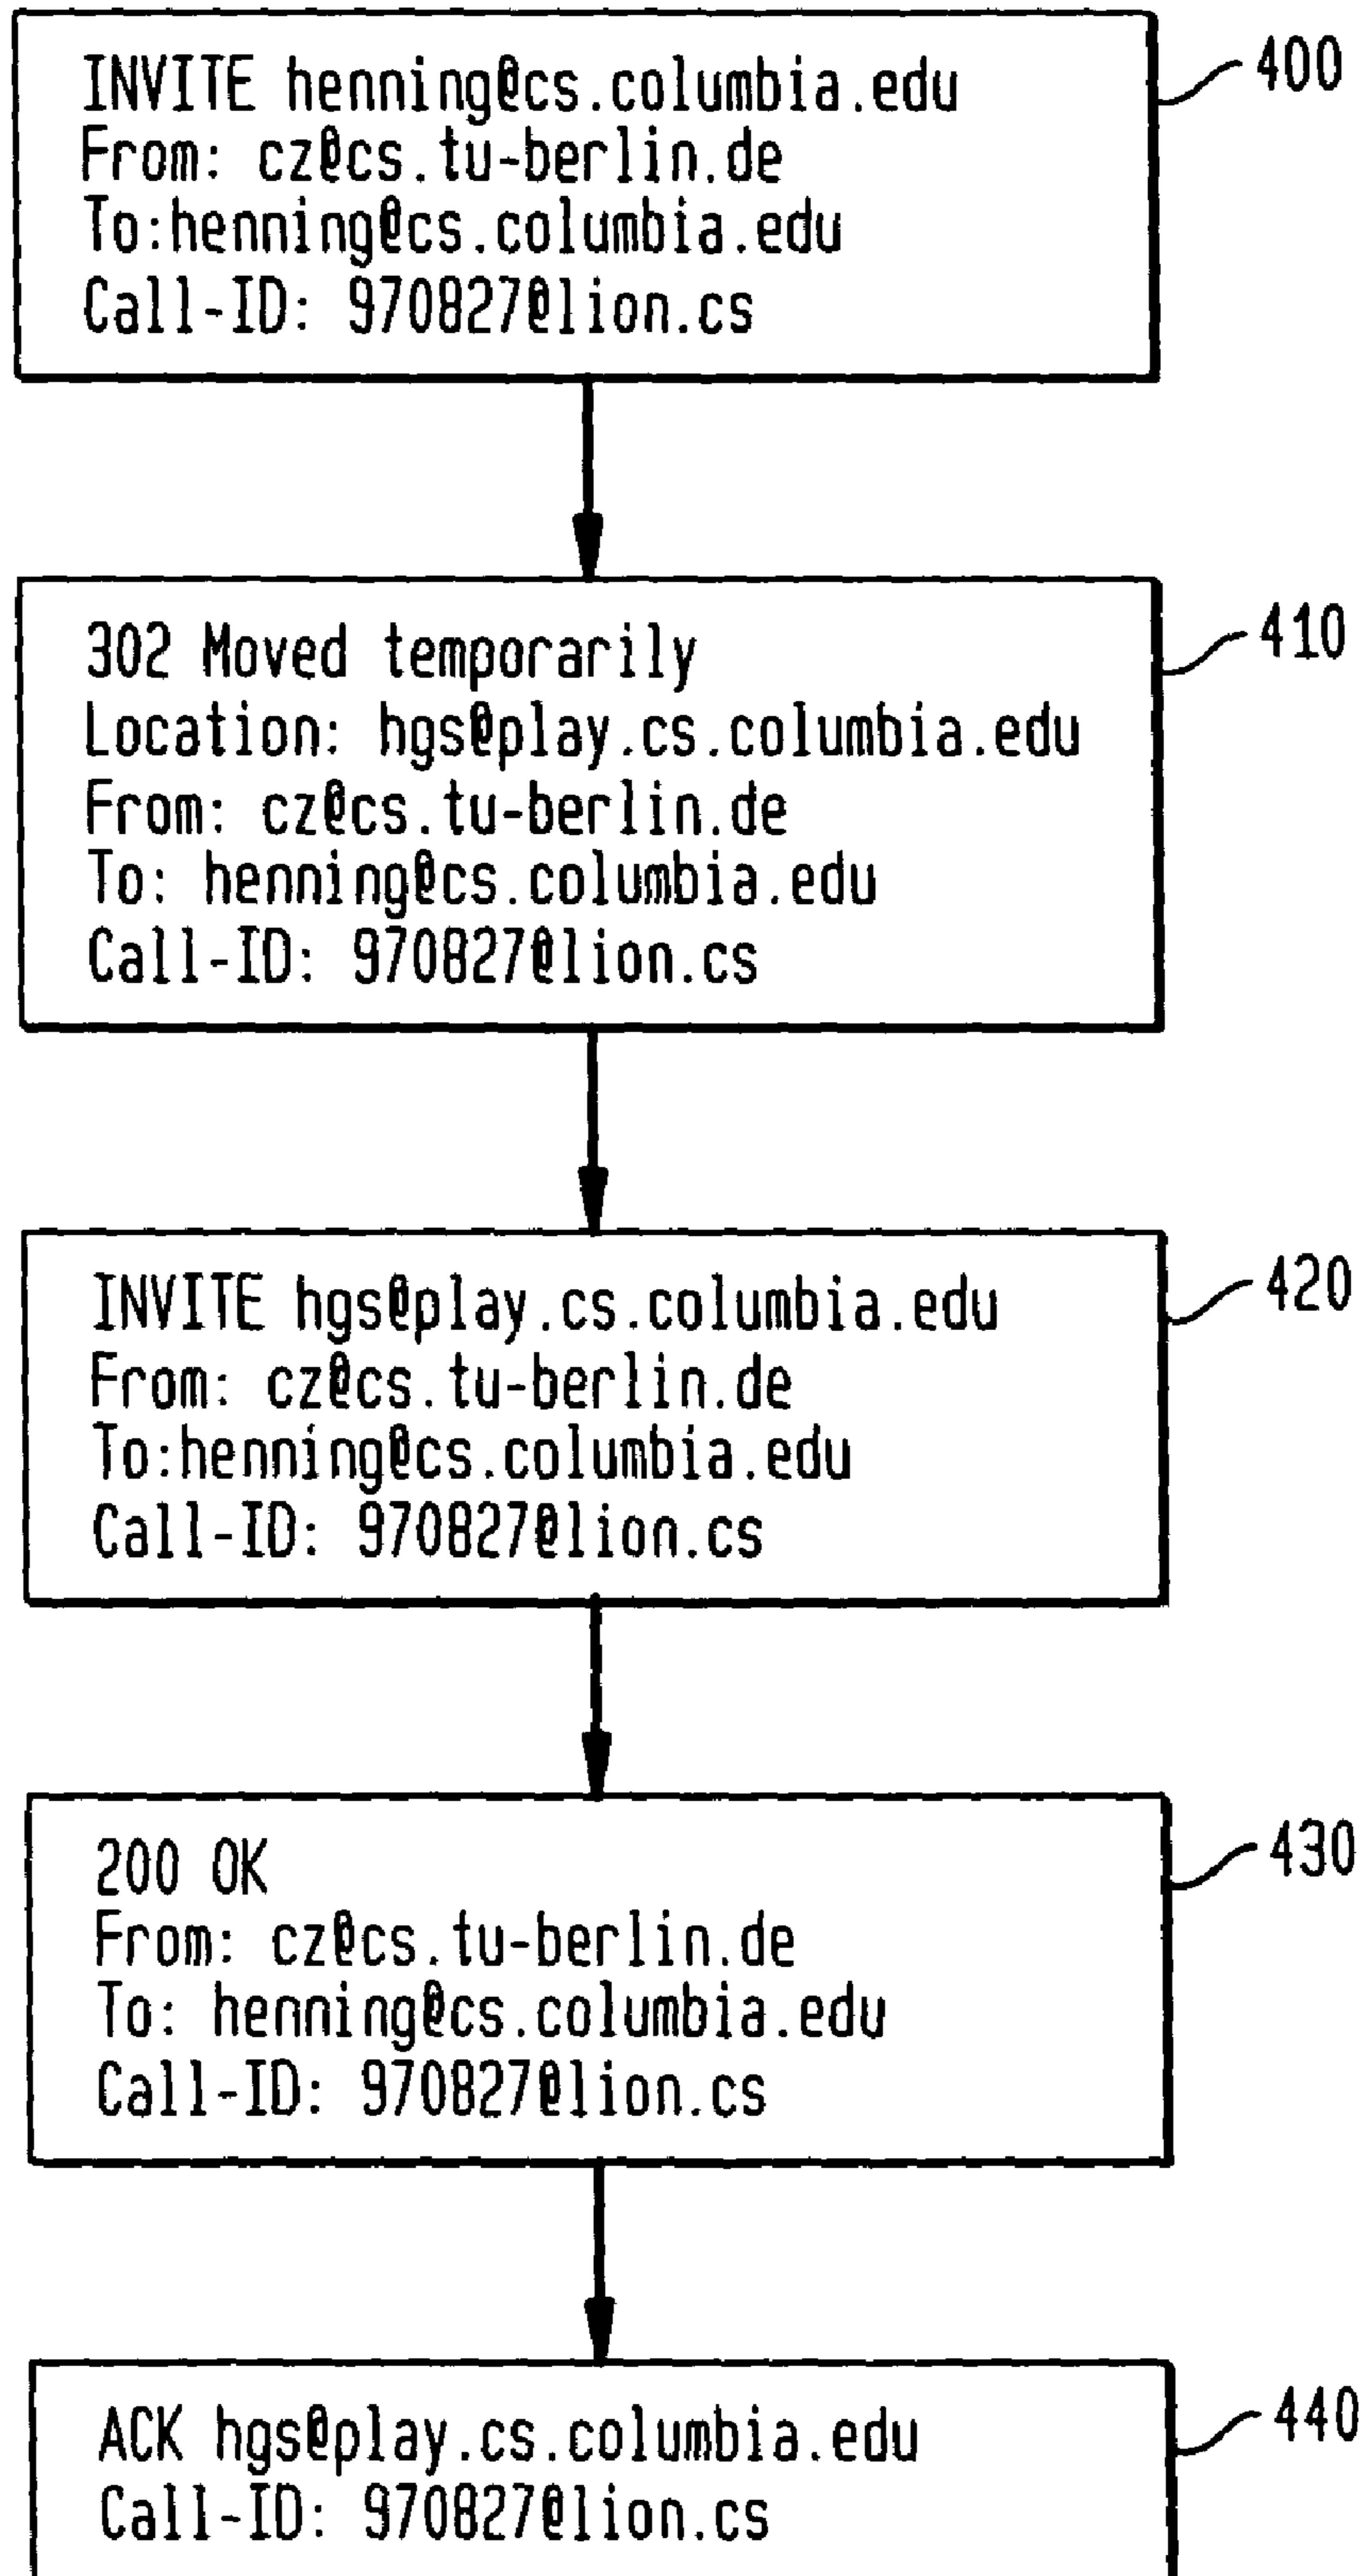 INVITE henning@cs.columbia.edu
From: cz@cs.tu-berlin.de
To:henning@cs.columbia.edu
Call-ID: 970827@lion.cs
400
302 Moved temporarily
Location: hgs@play.cs.columbia.edu
From: cz@cs.tu-berlin.de
To: henning@cs.columbia.edu
Call-ID: 970827@lion.cs
410
INVITE hgs@play.cs.columbia.edu
From: cz@cs.tu-berlin.de
To:henning@cs.columbia.edu
Call-ID: 970827@lion.cs
420
200 OK
From: cz@cs.tu-berlin.de
To: henning@cs.columbia.edu
Call-ID: 970827@lion.cs
430
ACK hgs@play.cs.columbia.edu
Call-ID: 970827@lion.cs
440